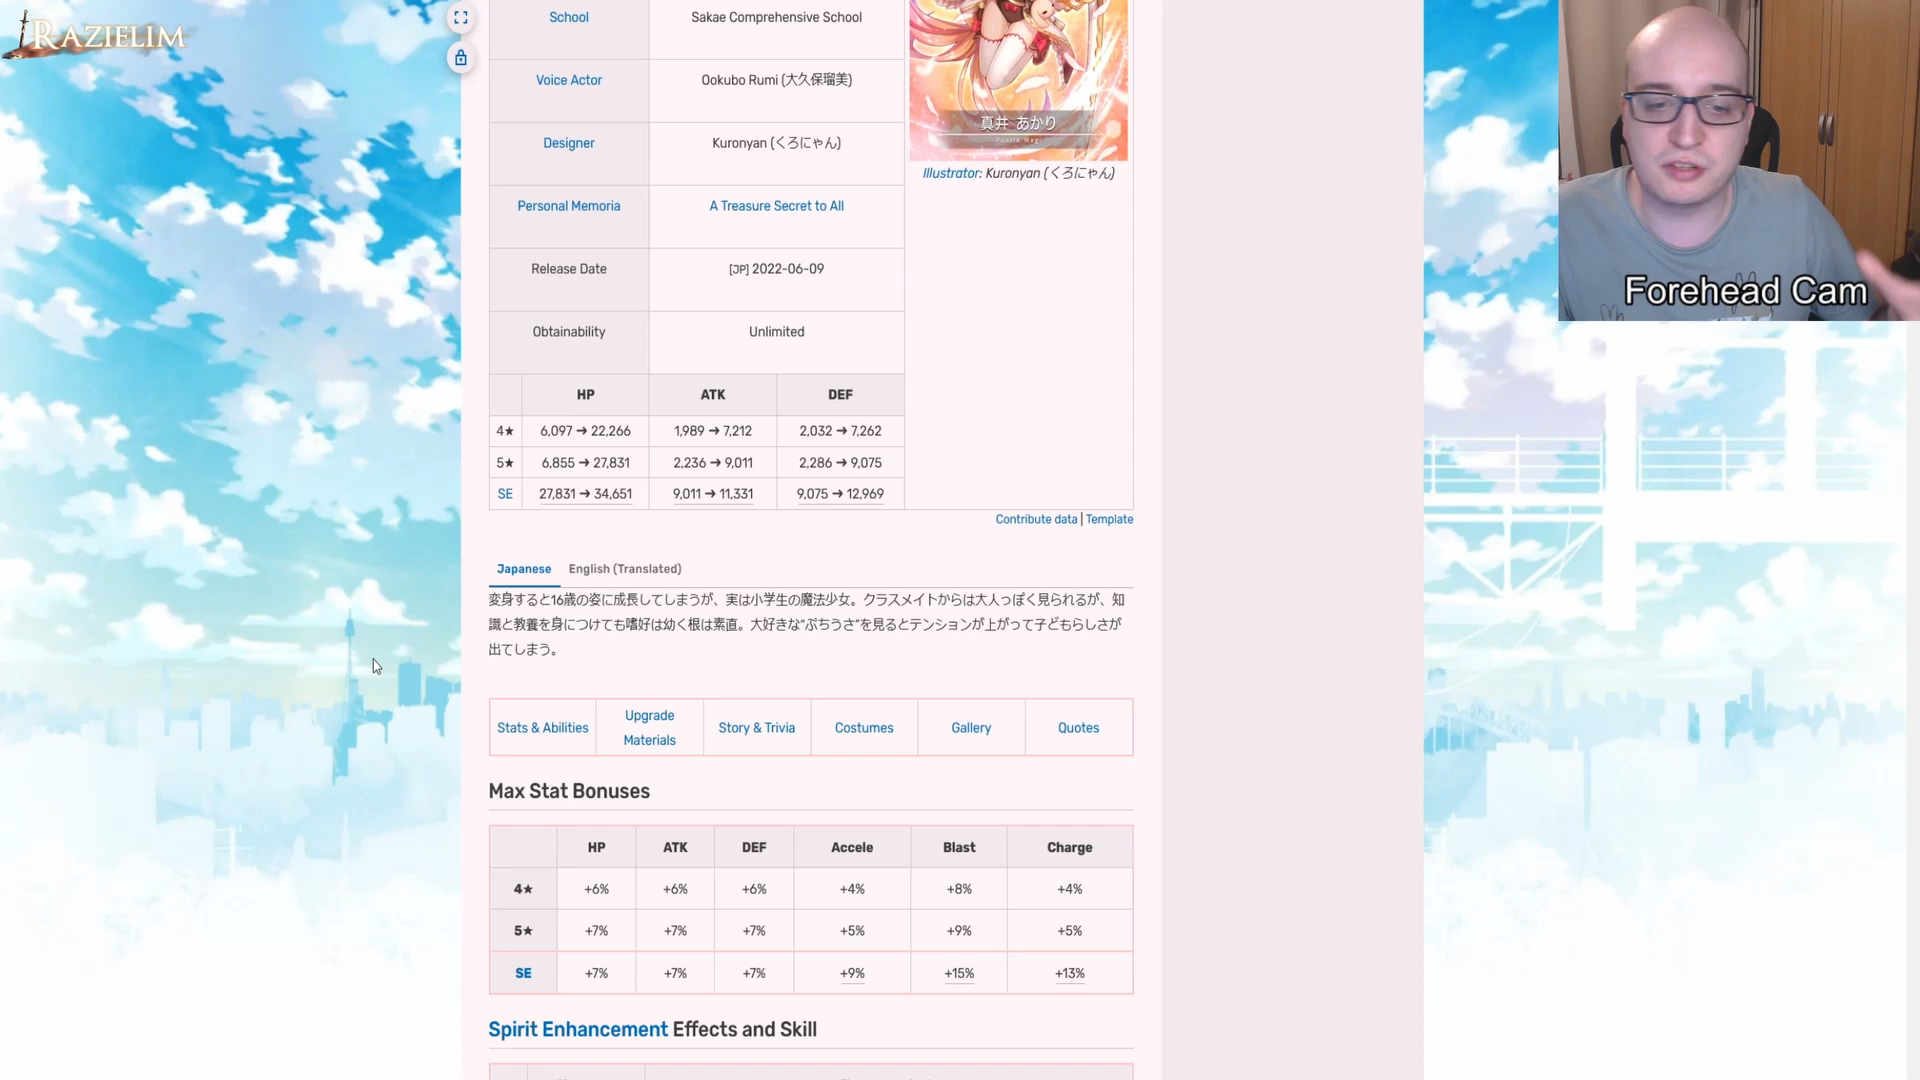 RAZIELIM
School Sakae Comprehensive School
Voice Actor Ookubo Rumi (大久保瑠美)
Designer Kuronyan (くろにゃん)
Personal Memoria A Treasure Secret to All
Release Date [JP] 2022-06-09
Obtainability Unlimited
真井 あかり
Illustrator: Kuronyan (くろにゃん)
Forehead Cam
HP ATK DEF
4★ 6,097 → 22,266 1,989 → 7,212 2,032 → 7,262
5★ 6,855 → 27,831 2,236 → 9,011 2,286 → 9,075
SE 27,831 → 34,651 9,011 → 11,331 9,075 → 12,969
Contribute data | Template
Japanese English (Translated)
変身すると16歳の姿に成長してしまうが、実は小学生の魔法少女。クラスメイトからは大人っぽく見られるが、知
識と教養を身につけても嗜好は幼く根は素直。大好きな“ぷちうさ”を見るとテンションが上がって子どもらしさが
出てしまう。
Stats & Abilities Upgrade Materials Story & Trivia Costumes Gallery Quotes
Max Stat Bonuses
HP ATK DEF Accele Blast Charge
4★ +6% +6% +6% +4% +8% +4%
5★ +7% +7% +7% +5% +9% +5%
SE +7% +7% +7% +9% +15% +13%
Spirit Enhancement Effects and Skill